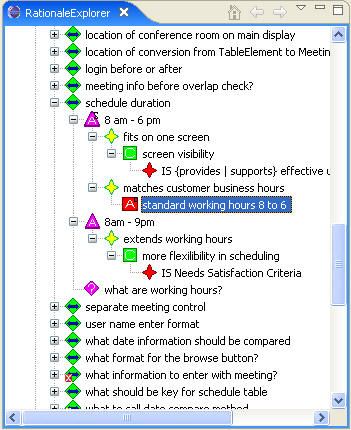 RationaleExplorer
location of conference room on main display
location of conversion from TableElement to Meetin
login before or after
meeting info before overlap check?
schedule duration
8 am - 6 pm
fits on one screen
screen visibility
IS {provides | supports} effective u
matches customer business hours
standard working hours 8 to 6
8am - 9pm
extends working hours
more flexilibility in scheduling
IS Needs Satisfaction Criteria
what are working hours?
separate meeting control
user name enter format
what date information should be compared
what format for the browse button?
what information to enter with meeting?
what should be key for schedule table
what to call date compare method